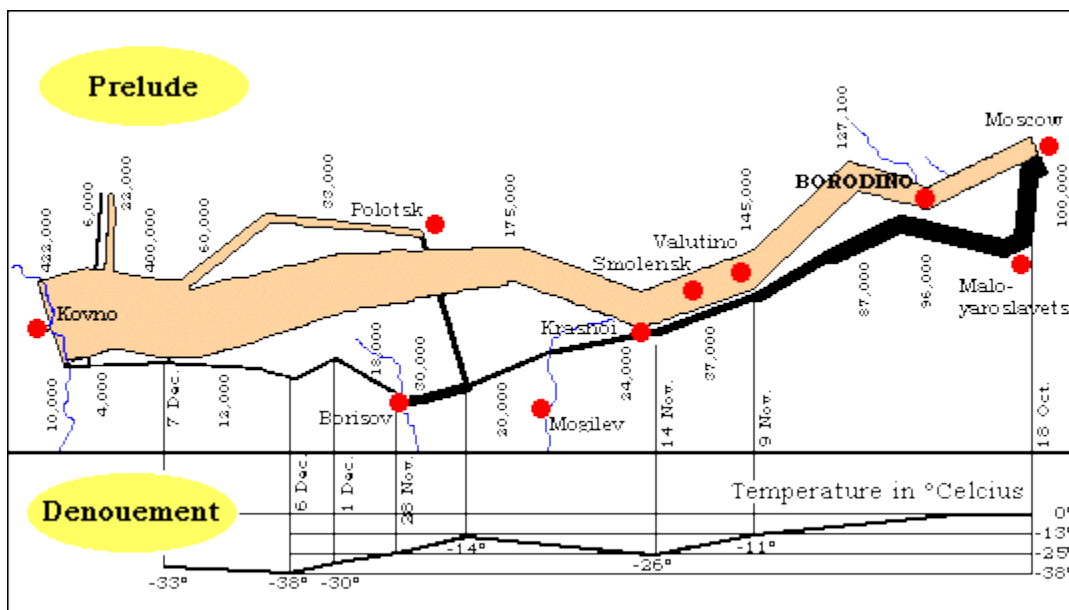 Prelude
Moscow
127,100
BORODINO
100,000
6,000
22,000
33,000
Polotsk
175,000
145,000
422,000
400,000
60,000
Valutino
Smolensk
Kovno
Krasnoi
87,000
96,000
Malo-
yaroslavets
10,000
4,000
7 Dec.
12,000
18,000
30,000
Borisov
20,000
Mogilev
24,000
37,000
14 Nov.
9 Nov.
18 Oct.
Denouement
6 Dec.
1 Dec.
28 Nov.
Temperature in °Celcius
0°
-13°
-25°
-38°
-14°
-11°
-26°
-33°
-38°
-30°